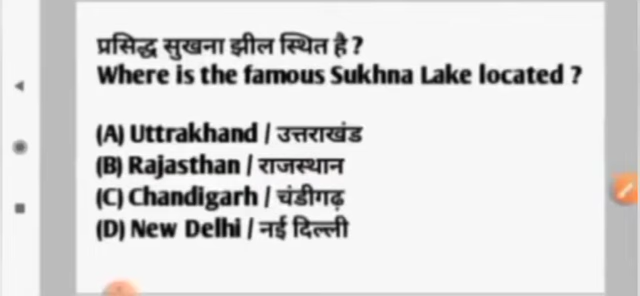 प्रसिद्ध सुखना झील स्थित है ?
Where is the famous Sukhna Lake located ?
(A) Uttrakhand / उत्तराखंड
(B) Rajasthan / राजस्थान
(C) Chandigarh / चंडीगढ़
(D) New Delhi / नई दिल्ली